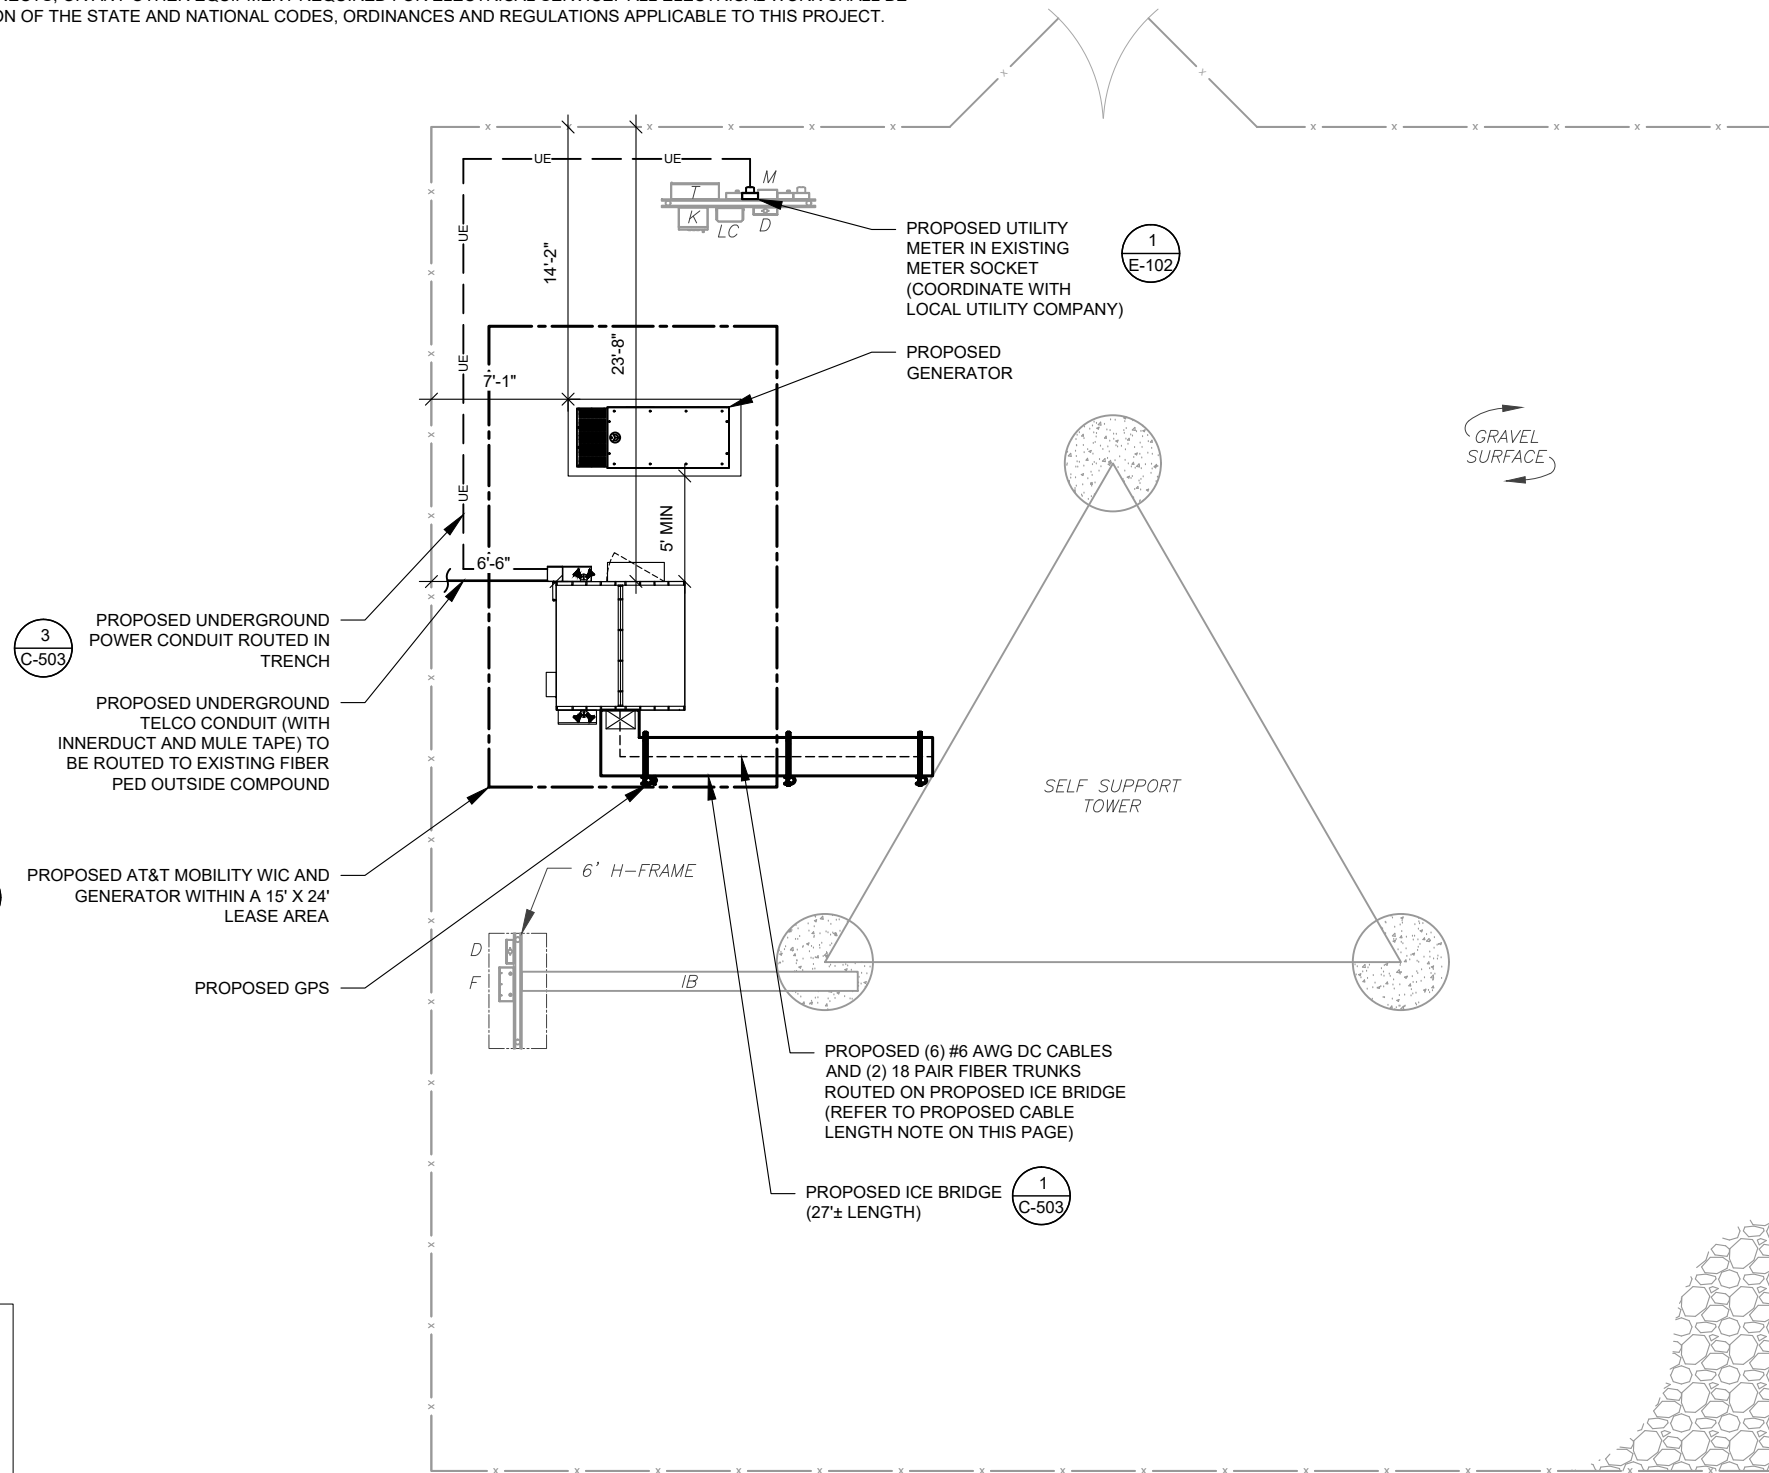 ON OF THE STATE AND NATIONAL CODES, ORDINANCES AND REGULATIONS APPLICABLE TO THIS PROJECT.
UE
UE
M
T
K
LC
D
UE
14'-2"
PROPOSED UTILITY
METER IN EXISTING
METER SOCKET
(COORDINATE WITH
LOCAL UTILITY COMPANY)
1
E-102
23'-8"
UE
7'-1"
PROPOSED
GENERATOR
GRAVEL
SURFACE
UE
5' MIN
6'-6"
3
C-503
PROPOSED UNDERGROUND
POWER CONDUIT ROUTED IN
TRENCH
PROPOSED UNDERGROUND
TELCO CONDUIT (WITH
INNERDUCT AND MULE TAPE) TO
BE ROUTED TO EXISTING FIBER
PED OUTSIDE COMPOUND
SELF SUPPORT
TOWER
PROPOSED AT&T MOBILITY WIC AND
GENERATOR WITHIN A 15' X 24'
LEASE AREA
6' H-FRAME
D
F
IB
PROPOSED GPS
PROPOSED (6) #6 AWG DC CABLES
AND (2) 18 PAIR FIBER TRUNKS
ROUTED ON PROPOSED ICE BRIDGE
(REFER TO PROPOSED CABLE
LENGTH NOTE ON THIS PAGE)
PROPOSED ICE BRIDGE
(27'± LENGTH)
1
C-503